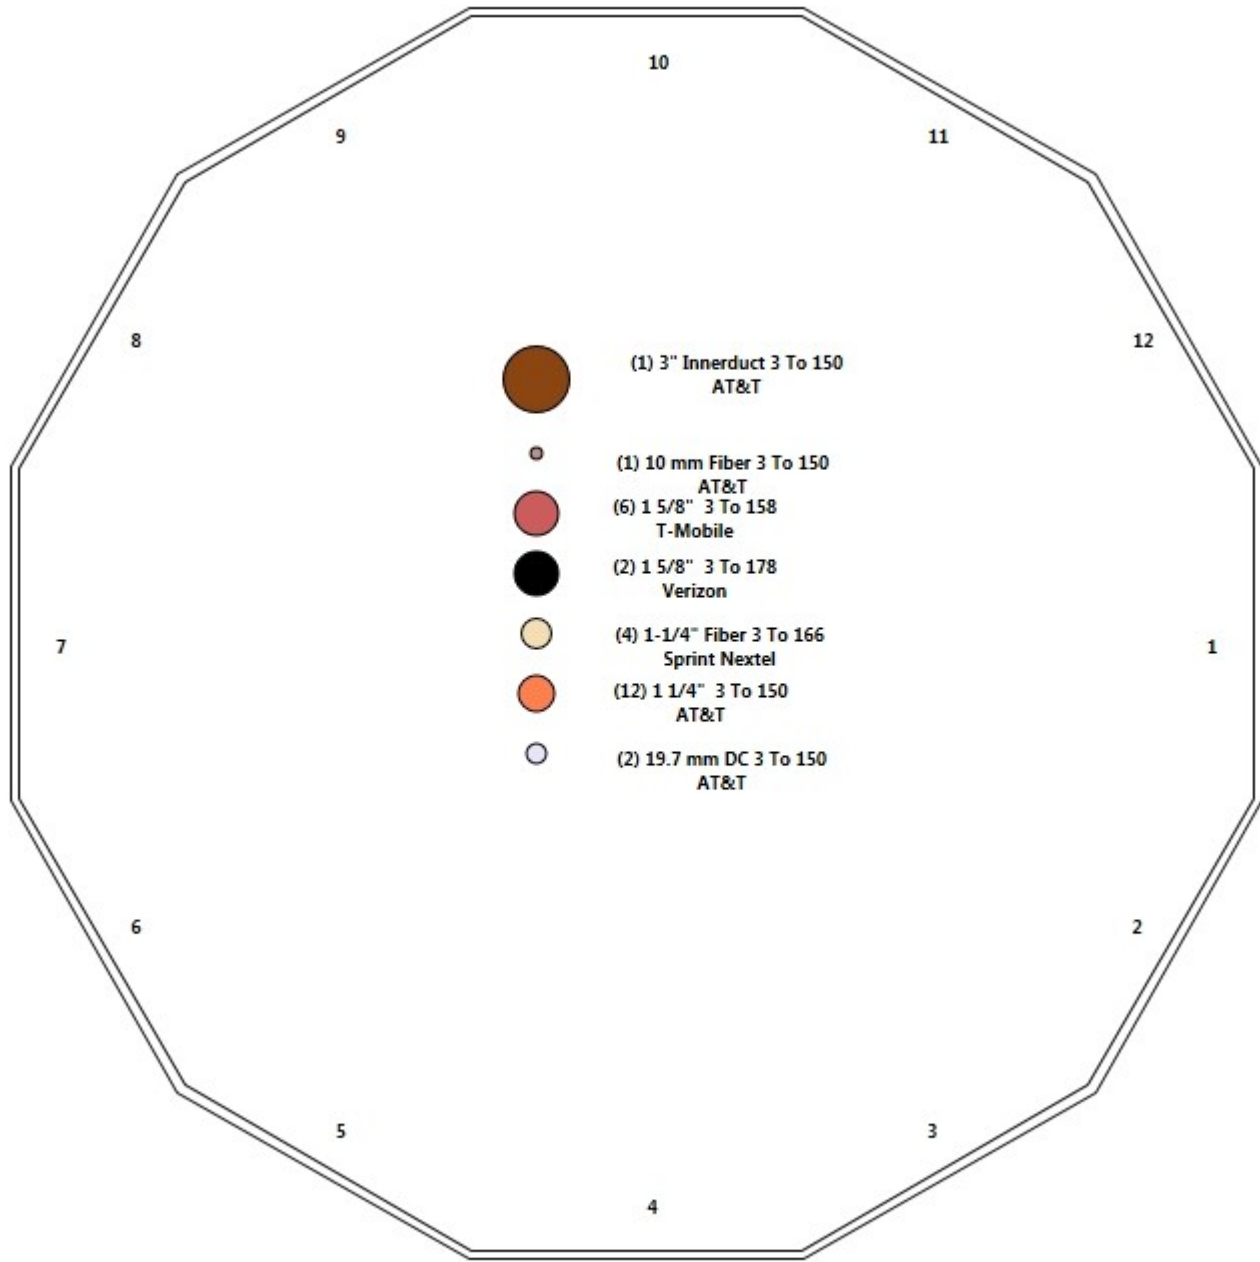 10
9
11
8
12
(1) 3" Innerduct 3 To 150
AT&T
(1) 10 mm Fiber 3 To 150
AT&T
(6) 1 5/8"  3 To 158
T-Mobile
(2) 1 5/8"  3 To 178
Verizon
(4) 1-1/4" Fiber 3 To 166
Sprint Nextel
7
1
(12) 1 1/4"  3 To 150
AT&T
(2) 19.7 mm DC 3 To 150
AT&T
6
2
5
3
4